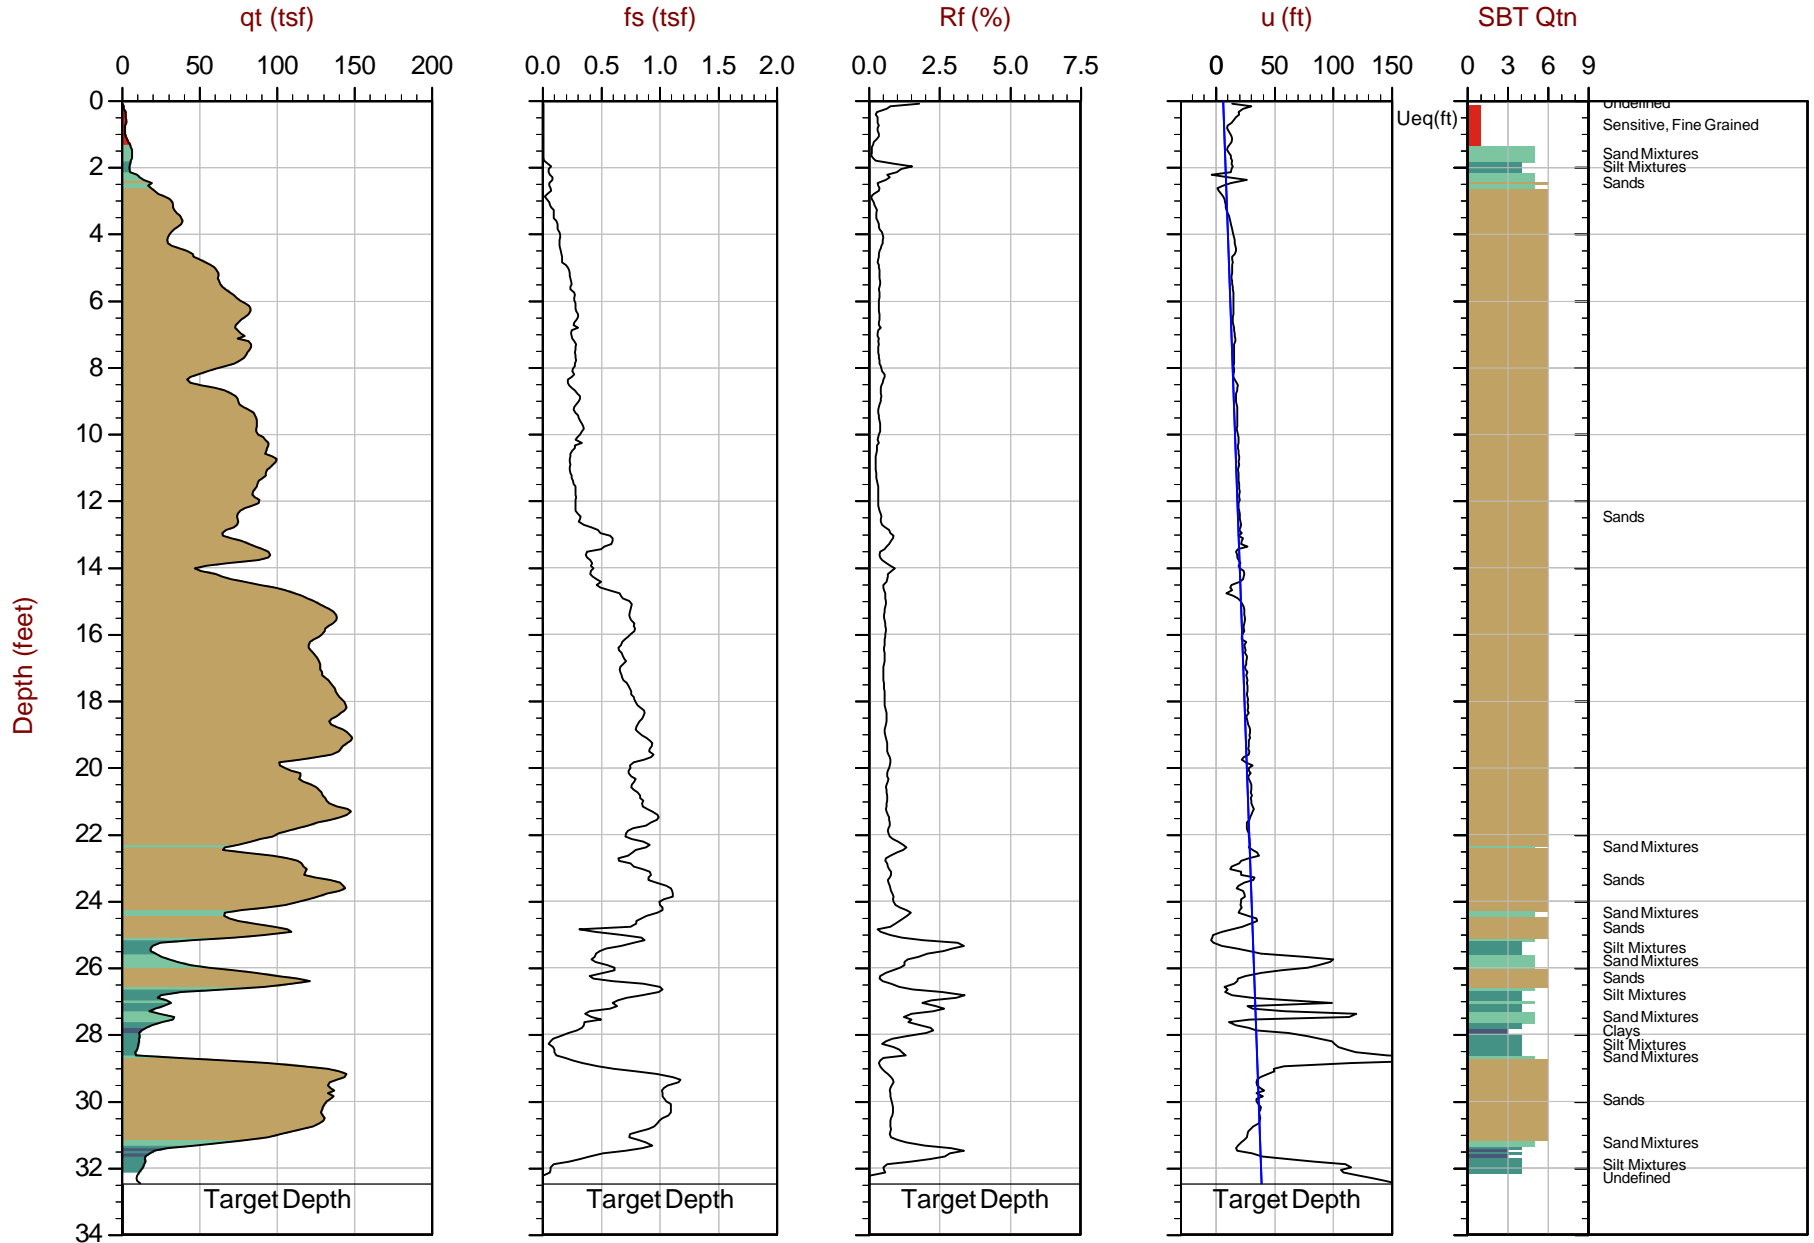 qt (tsf) fs (tsf) Rf (%) u (ft) SBT Qtn
0 50 100 150 200 0.0 0.5 1.0 1.5 2.0 0.0 2.5 5.0 7.5 0 50 100 150 0 3 6 9
0
Undefined
Ueq(ft)
Sensitive, Fine Grained
Sand Mixtures
2
Silt Mixtures
Sands
4
6
8
10
12
Sands
14
16
Depth (feet)
18
20
22
Sand Mixtures
Sands
24
Sand Mixtures
Sands
Silt Mixtures
Sand Mixtures
26
Sands
Silt Mixtures
Sand Mixtures
28
Clays
Silt Mixtures
Sand Mixtures
30
Sands
Sand Mixtures
32
Silt Mixtures
Undefined
Target Depth Target Depth Target Depth Target Depth
34